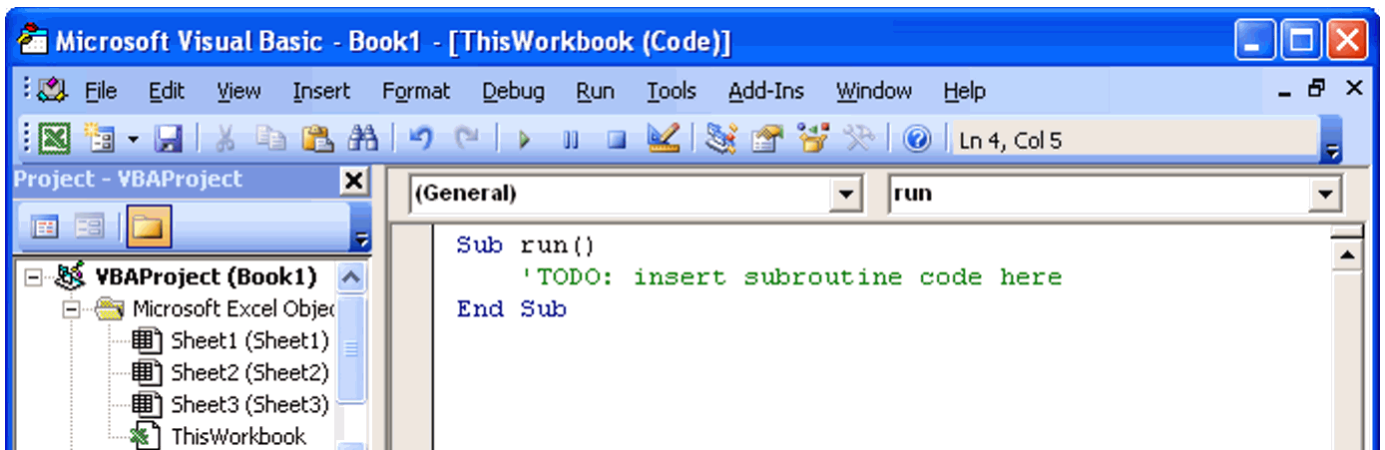 Microsoft Visual Basic - Book1 - [ThisWorkbook (Code)]
File Edit View Insert Format Debug Run Tools Add-Ins Window Help
Ln 4, Col 5
Project - VBAProject
(General) run
VBAProject (Book1)
Microsoft Excel Objec
Sheet1 (Sheet1)
Sheet2 (Sheet2)
Sheet3 (Sheet3)
ThisWorkbook
Sub run()
'TODO: insert subroutine code here
End Sub